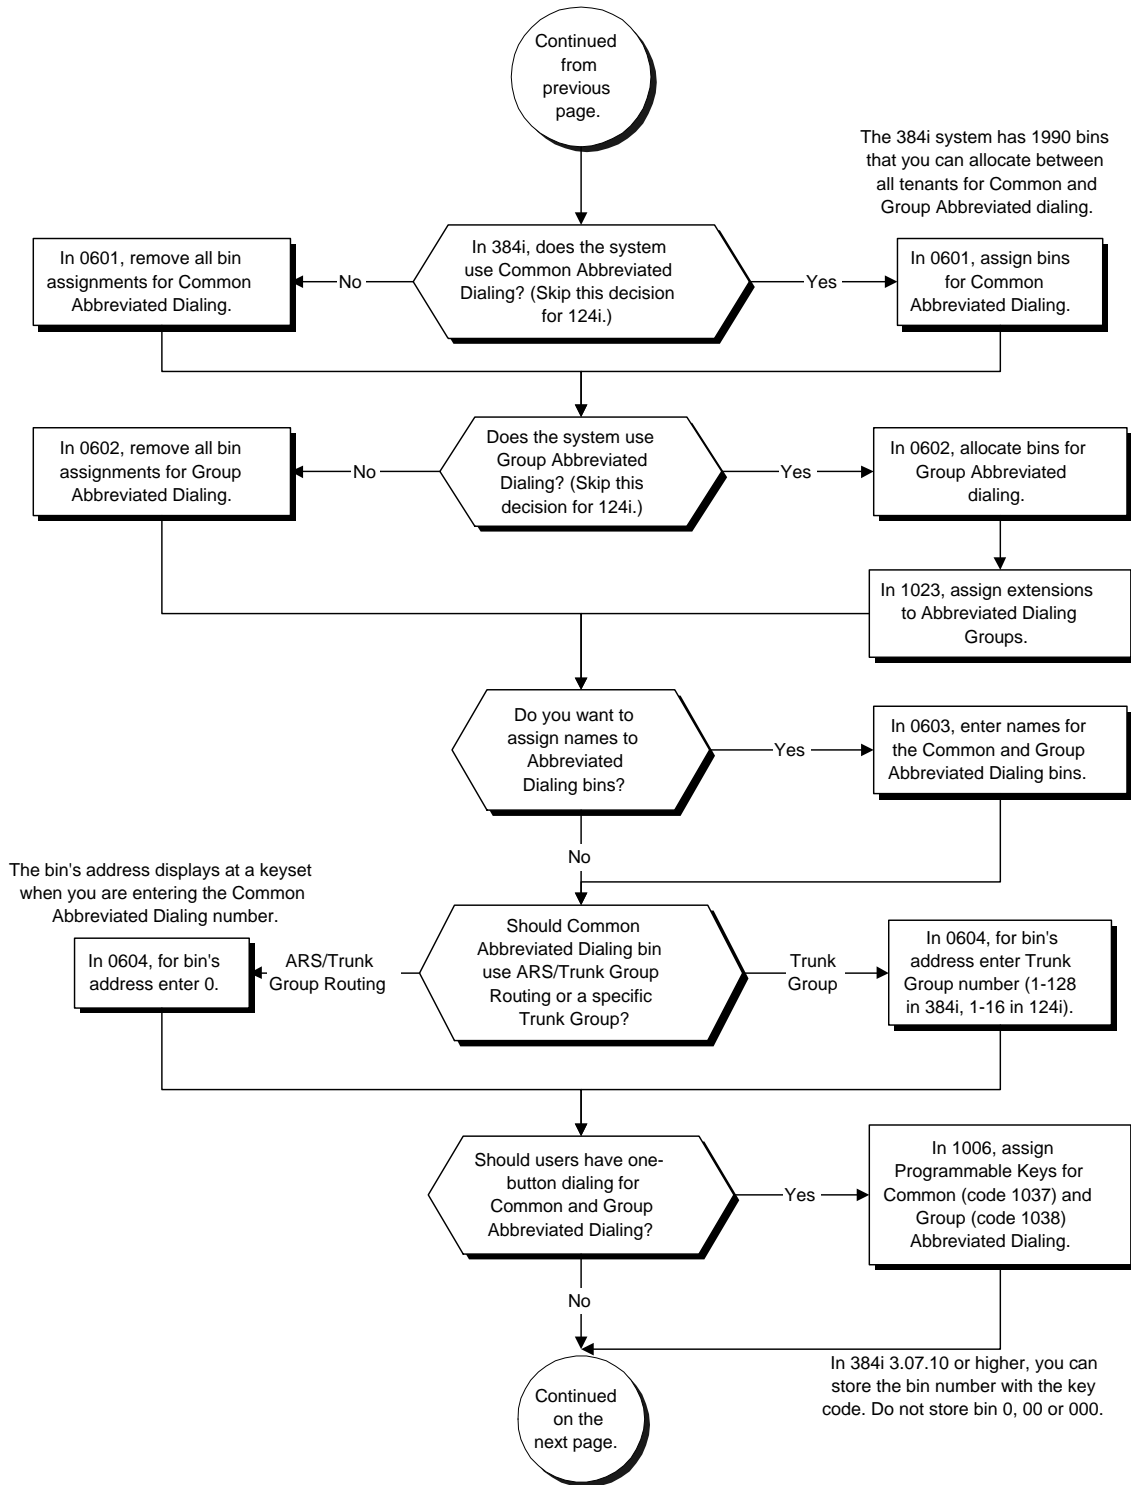 Continued
from
previous
page.
The 384i system has 1990 bins
that you can allocate between
all tenants for Common and
Group Abbreviated dialing.
In 0601, remove all bin
assignments for Common
Abbreviated Dialing.
No
In 384i, does the system
use Common Abbreviated
Dialing? (Skip this decision
for 124i.)
Yes
In 0601, assign bins
for Common
Abbreviated Dialing.
In 0602, remove all bin
assignments for Group
Abbreviated Dialing.
No
Does the system use
Group Abbreviated
Dialing? (Skip this
decision for 124i.)
Yes
In 0602, allocate bins for
Group Abbreviated
dialing.
In 1023, assign extensions
to Abbreviated Dialing
Groups.
Do you want to
assign names to
Abbreviated
Dialing bins?
Yes
In 0603, enter names for
the Common and Group
Abbreviated Dialing bins.
No
The bin's address displays at a keyset
when you are entering the Common
Abbreviated Dialing number.
In 0604, for bin's
address enter 0.
ARS/Trunk
Group Routing
Should Common
Abbreviated Dialing bin
use ARS/Trunk Group
Routing or a specific
Trunk Group?
Trunk
Group
In 0604, for bin's
address enter Trunk
Group number (1-128
in 384i, 1-16 in 124i).
Should users have one-
button dialing for
Common and Group
Abbreviated Dialing?
Yes
In 1006, assign
Programmable Keys for
Common (code 1037) and
Group (code 1038)
Abbreviated Dialing.
No
In 384i 3.07.10 or higher, you can
store the bin number with the key
code. Do not store bin 0, 00 or 000.
Continued
on the
next page.